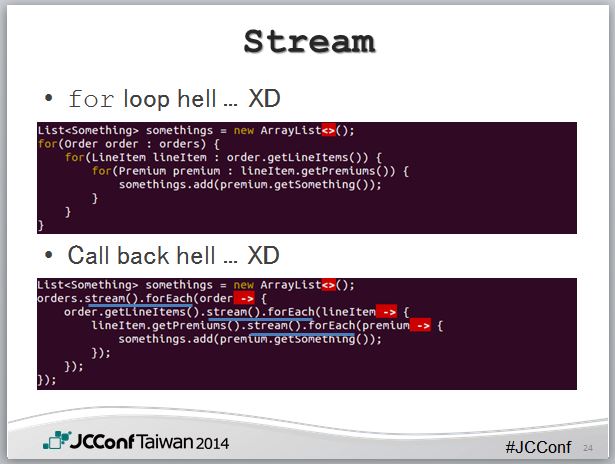 Stream
• for loop hell … XD
List<Something> somethings = new ArrayList<>();
for(Order order : orders) {
    for(LineItem lineItem : order.getLineItems()) {
        for(Premium premium : lineItem.getPremiums()) {
            somethings.add(premium.getSomething());
        }
    }
}
• Call back hell … XD
List<Something> somethings = new ArrayList<>();
orders.stream().forEach(order -> {
    order.getLineItems().stream().forEach(lineItem -> {
        lineItem.getPremiums().stream().forEach(premium -> {
            somethings.add(premium.getSomething());
        });
    });
});
JCConf Taiwan 2014
#JCConf 24